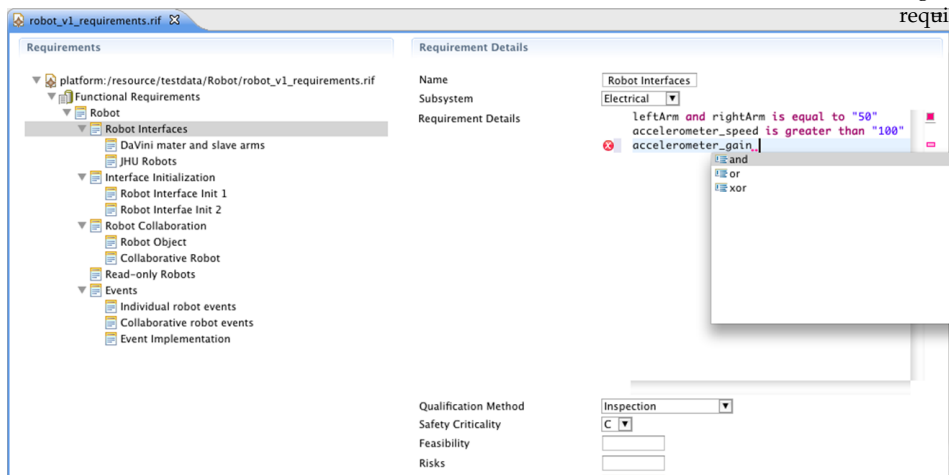 requi
robot_v1_requirements.rif
Requirements
platform:/resource/testdata/Robot/robot_v1_requirements.rif
Functional Requirements
Robot
Robot Interfaces
DaVini mater and slave arms
JHU Robots
Interface Initialization
Robot Interface Init 1
Robot Interfae Init 2
Robot Collaboration
Robot Object
Collaborative Robot
Read-only Robots
Events
Individual robot events
Collaborative robot events
Event Implementation
Requirement Details
Name Robot Interfaces
Subsystem Electrical
Requirement Details
leftArm and rightArm is equal to "50"
accelerometer_speed is greater than "100"
accelerometer_gain
and
or
xor
Qualification Method Inspection
Safety Criticality C
Feasibility
Risks